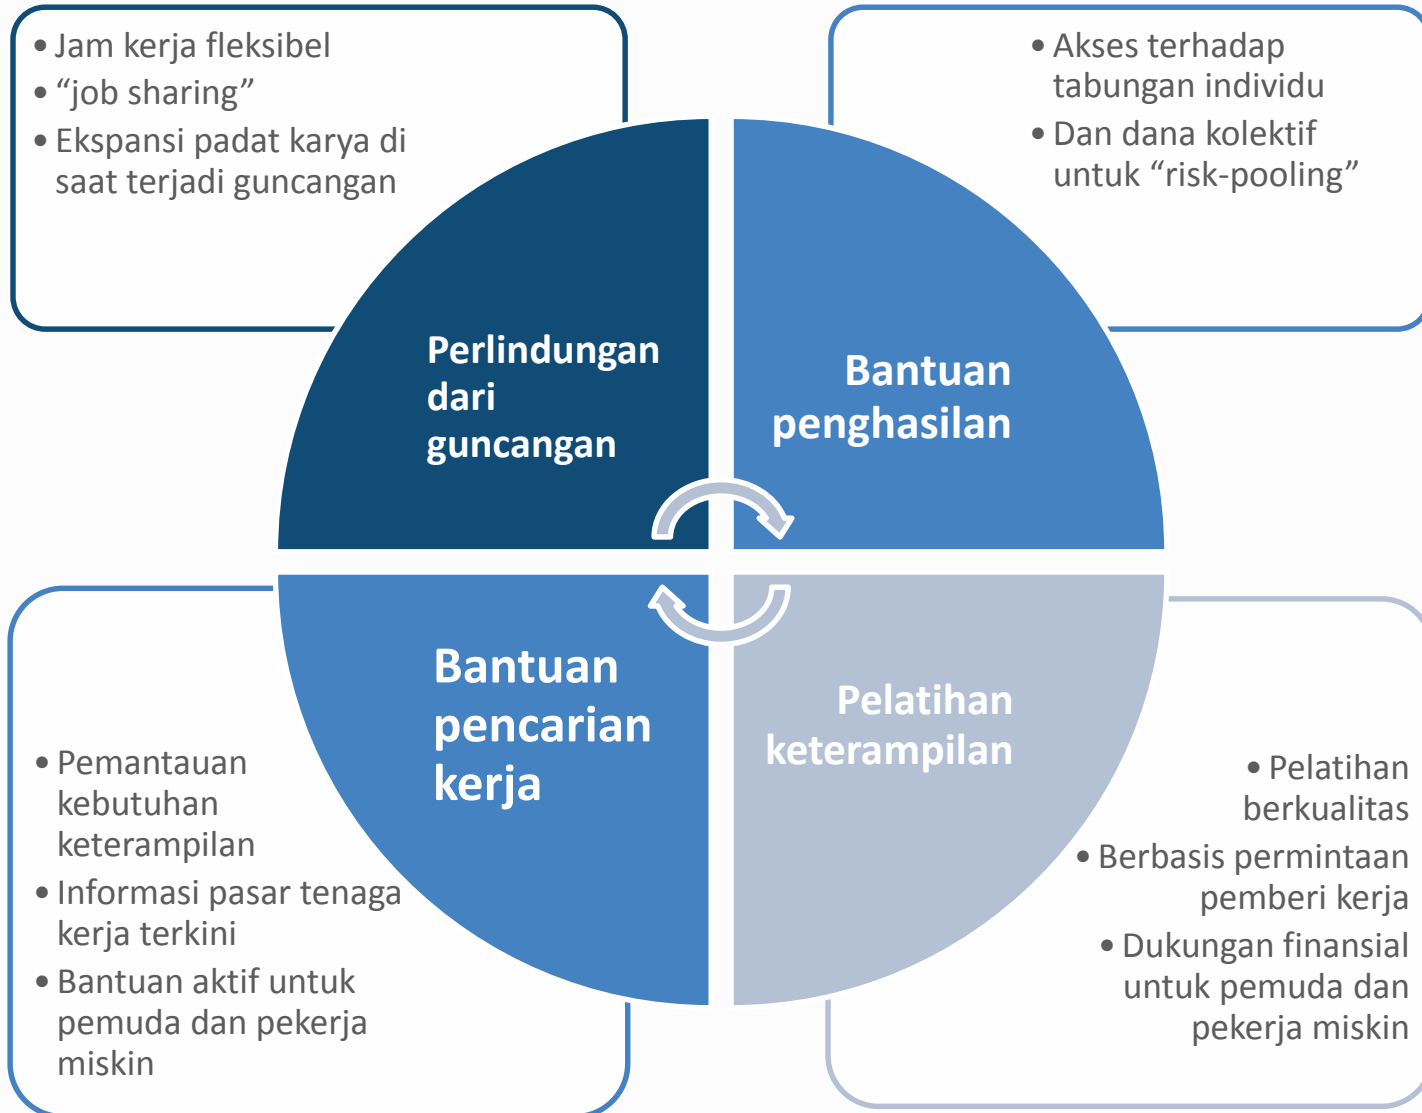 • Jam kerja fleksibel
• “job sharing”
• Ekspansi padat karya di
saat terjadi guncangan
• Akses terhadap
tabungan individu
• Dan dana kolektif
untuk “risk-pooling”
Perlindungan
dari
guncangan
Bantuan
penghasilan
Bantuan
pencarian
kerja
Pelatihan
keterampilan
• Pemantauan
kebutuhan
keterampilan
• Informasi pasar tenaga
kerja terkini
• Bantuan aktif untuk
pemuda dan pekerja
miskin
• Pelatihan
berkualitas
• Berbasis permintaan
pemberi kerja
• Dukungan finansial
untuk pemuda dan
pekerja miskin